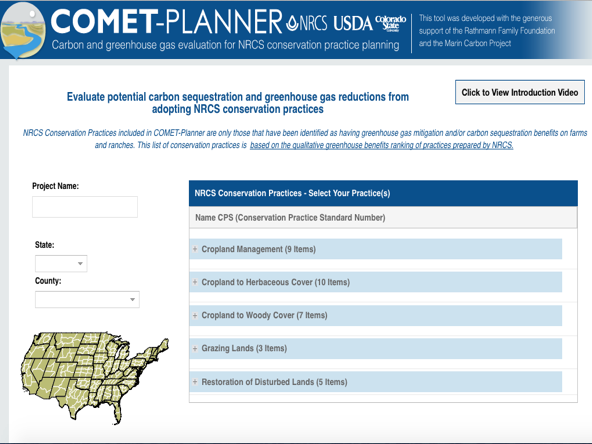 COMET-PLANNER NRCS USDA Colorado State
Carbon and greenhouse gas evaluation for NRCS conservation practice planning
This tool was developed with the generous
support of the Rathmann Family Foundation
and the Marin Carbon Project
Click to View Introduction Video
Evaluate potential carbon sequestration and greenhouse gas reductions from
adopting NRCS conservation practices
NRCS Conservation Practices included in COMET-Planner are only those that have been identified as having greenhouse gas mitigation and/or carbon sequestration benefits on farms
and ranches. This list of conservation practices is based on the qualitative greenhouse benefits ranking of practices prepared by NRCS.
Project Name:
State:
County:
NRCS Conservation Practices - Select Your Practice(s)
Name CPS (Conservation Practice Standard Number)
+ Cropland Management (9 Items)
+ Cropland to Herbaceous Cover (10 Items)
+ Cropland to Woody Cover (7 Items)
+ Grazing Lands (3 Items)
+ Restoration of Disturbed Lands (5 Items)